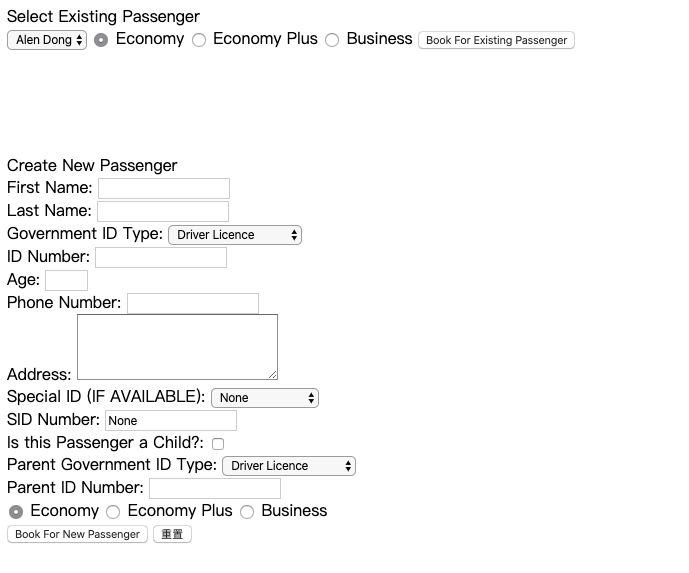 Select Existing Passenger
Alen Dong Economy Economy Plus Business Book For Existing Passenger
Create New Passenger
First Name:
Last Name:
Government ID Type: Driver Licence
ID Number:
Age:
Phone Number:
Address:
Special ID (IF AVAILABLE): None
SID Number: None
Is this Passenger a Child?:
Parent Government ID Type: Driver Licence
Parent ID Number:
Economy Economy Plus Business
Book For New Passenger 重置